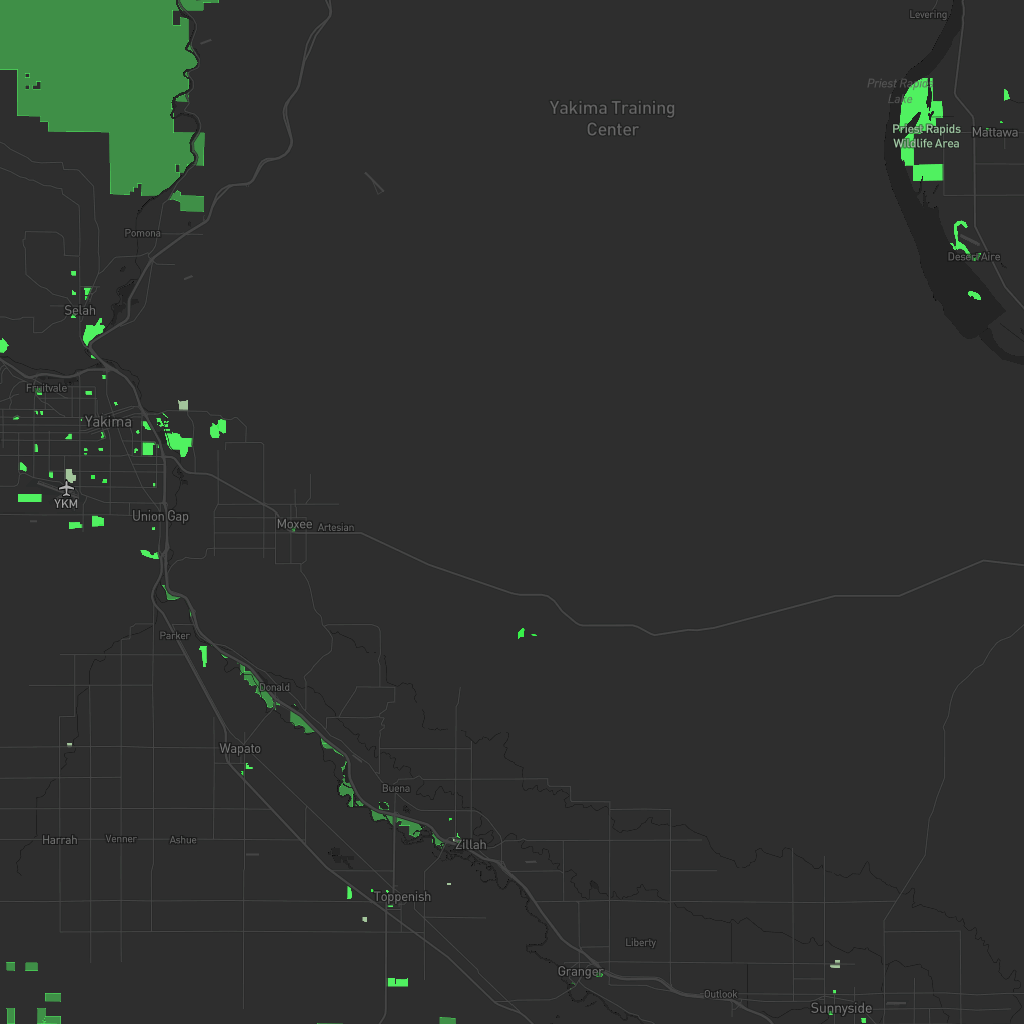 Levering
Priest Rapids
Lake
Yakima Training
Center
Priest Rapids
Wildlife Area
Mattawa
Pomona
Desert Aire
Selah
Fruitvale
Yakima
YKM
Union Gap
Moxee
Artesian
Parker
Donald
Wapato
Buena
Harrah
Venner
Ashue
Zillah
Toppenish
Liberty
Granger
Outlook
Sunnyside